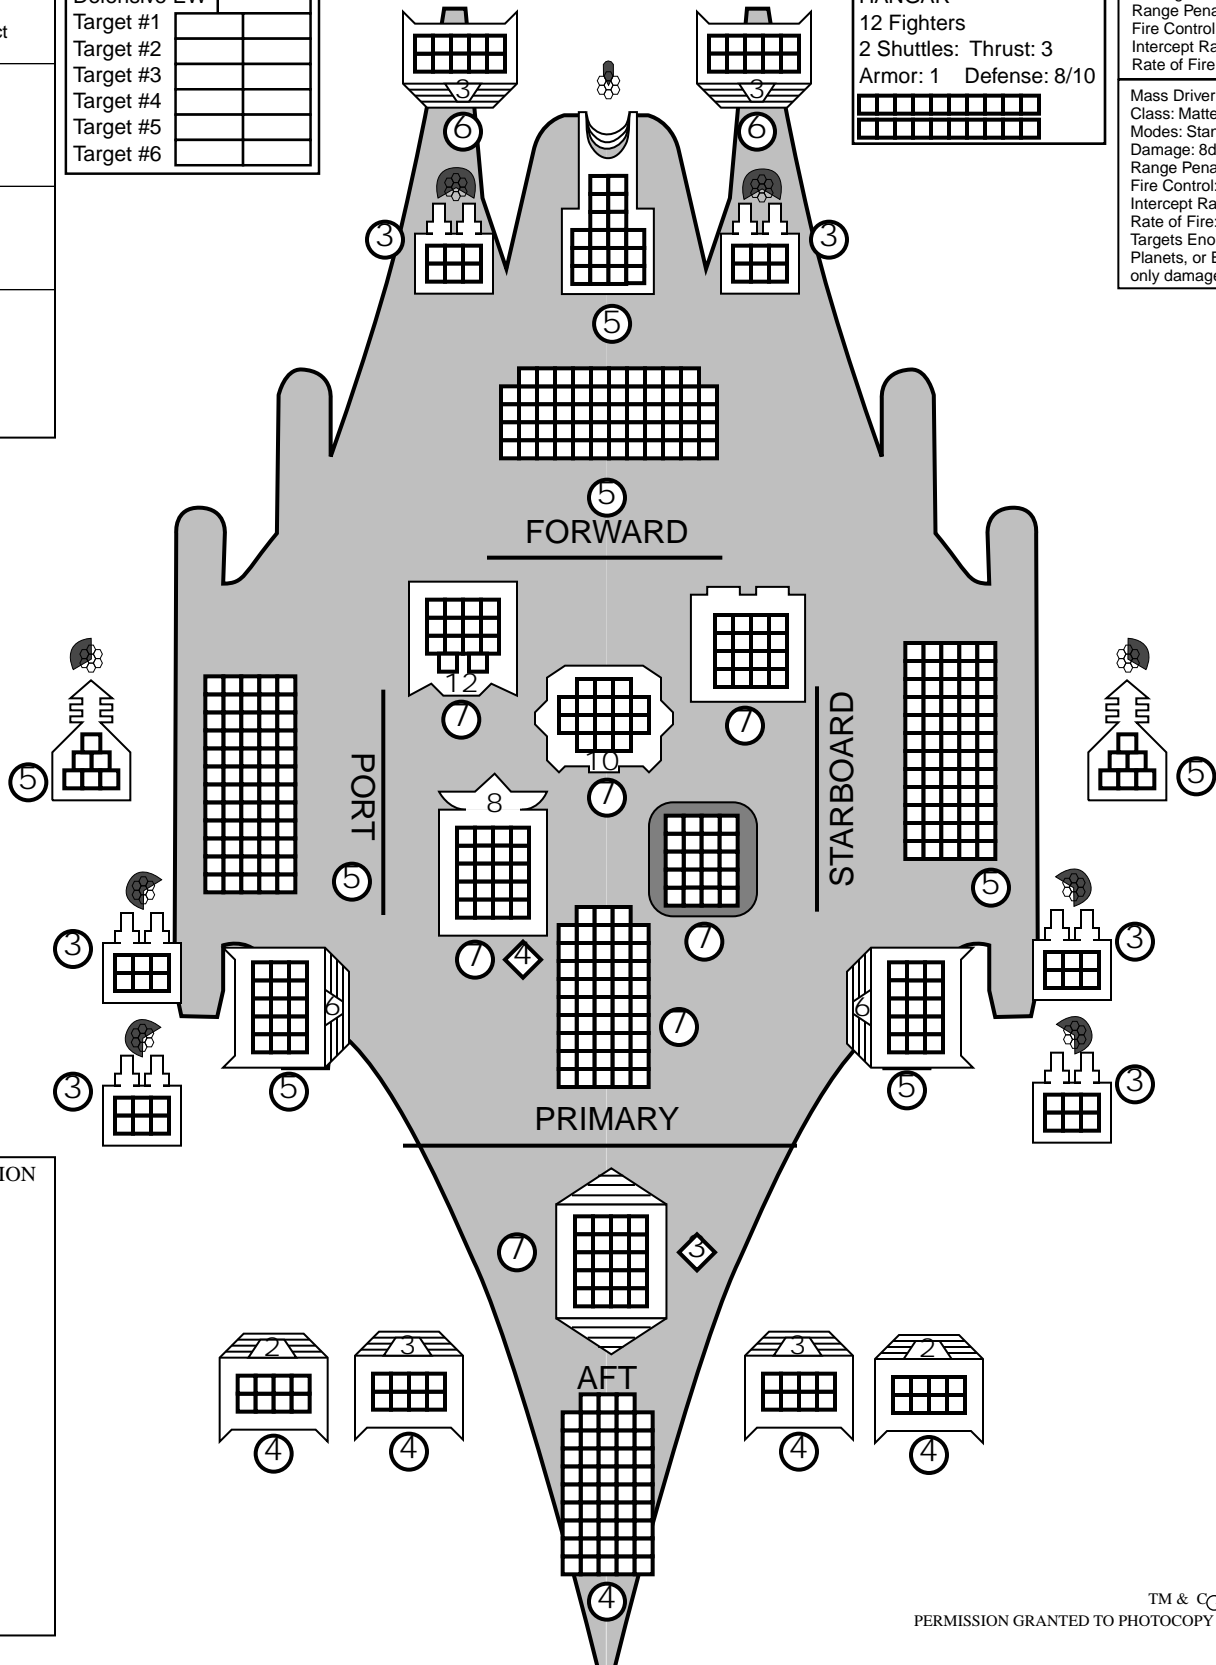 Target #1
Target #2
Target #3
Target #4
Target #5
Target #6
12 Fighters
2 Shuttles: Thrust: 3
Armor: 1 Defense: 8/10
Range Pena
Fire Control
Intercept Ra
Rate of Fire
Mass Driver
Class: Matte
Modes: Stan
Damage: 8d
Range Pena
Fire Control:
Intercept Ra
Rate of Fire:
Targets Eno
Planets, or B
only damage
ct
3
3
6
6
3
3
5
5
FORWARD
12
7
7
10
7
PORT
STARBOARD
8
5
5
5
5
7
4
7
3
3
6
6
7
5
5
3
3
PRIMARY
ION
7
3
2
3
3
2
AFT
4
4
4
4
4
TM & C
PERMISSION GRANTED TO PHOTOCOPY